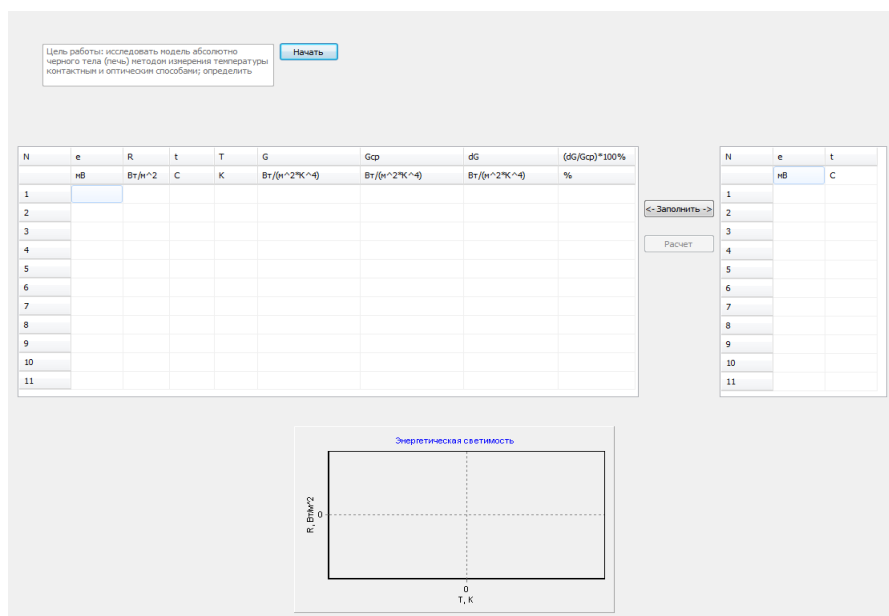 Цель работы: исследовать модель абсолютно
черного тела (печь) методом измерения температуры
контактным и оптическим способами; определить
Начать
N e R t T G Gcp dG (dG/Gcp)*100%
мВ Вт/м^2 C K Вт/(м^2*K^4) Вт/(м^2*K^4) Вт/(м^2*K^4) %
1
2
3
4
5
6
7
8
9
10
11
<- Заполнить ->
Расчет
N e t
мВ C
1
2
3
4
5
6
7
8
9
10
11
Энергетическая светимость
R, Вт/м^2
0
0
T, K